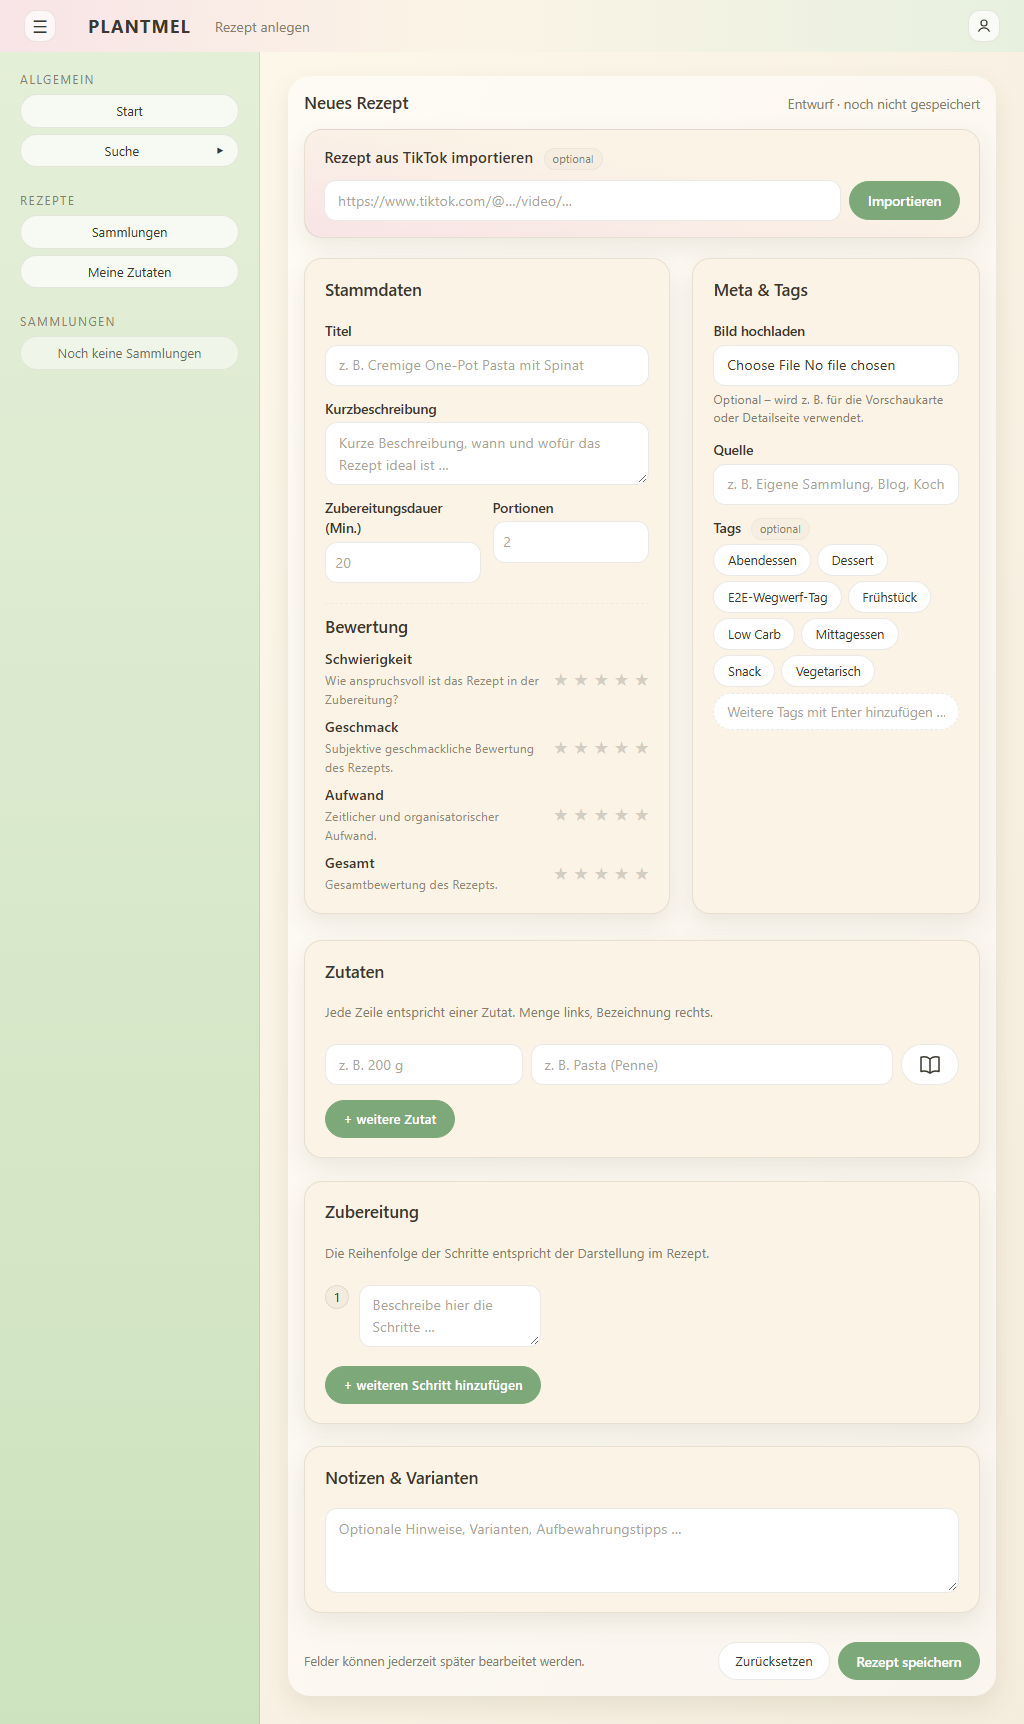 ☰ PLANTMEL Rezept anlegen
ALLGEMEIN
Start
Suche ▸
REZEPTE
Sammlungen
Meine Zutaten
SAMMLUNGEN
Noch keine Sammlungen
Neues Rezept
Entwurf · noch nicht gespeichert
Rezept aus TikTok importieren optional
https://www.tiktok.com/@.../video/...
Importieren
Stammdaten
Titel
z. B. Cremige One-Pot Pasta mit Spinat
Kurzbeschreibung
Kurze Beschreibung, wann und wofür das
Rezept ideal ist ...
Zubereitungsdauer
(Min.)
20
Portionen
2
Bewertung
Schwierigkeit
Wie anspruchsvoll ist das Rezept in der
Zubereitung?
★ ★ ★ ★ ★
Geschmack
Subjektive geschmackliche Bewertung
des Rezepts.
★ ★ ★ ★ ★
Aufwand
Zeitlicher und organisatorischer
Aufwand.
★ ★ ★ ★ ★
Gesamt
Gesamtbewertung des Rezepts.
★ ★ ★ ★ ★
Meta & Tags
Bild hochladen
Choose File No file chosen
Optional – wird z. B. für die Vorschaukarte
oder Detailseite verwendet.
Quelle
z. B. Eigene Sammlung, Blog, Koch
Tags optional
Abendessen Dessert
E2E-Wegwerf-Tag Frühstück
Low Carb Mittagessen
Snack Vegetarisch
Weitere Tags mit Enter hinzufügen ...
Zutaten
Jede Zeile entspricht einer Zutat. Menge links, Bezeichnung rechts.
z. B. 200 g
z. B. Pasta (Penne)
+ weitere Zutat
Zubereitung
Die Reihenfolge der Schritte entspricht der Darstellung im Rezept.
1
Beschreibe hier die
Schritte ...
+ weiteren Schritt hinzufügen
Notizen & Varianten
Optionale Hinweise, Varianten, Aufbewahrungstipps ...
Felder können jederzeit später bearbeitet werden.
Zurücksetzen
Rezept speichern